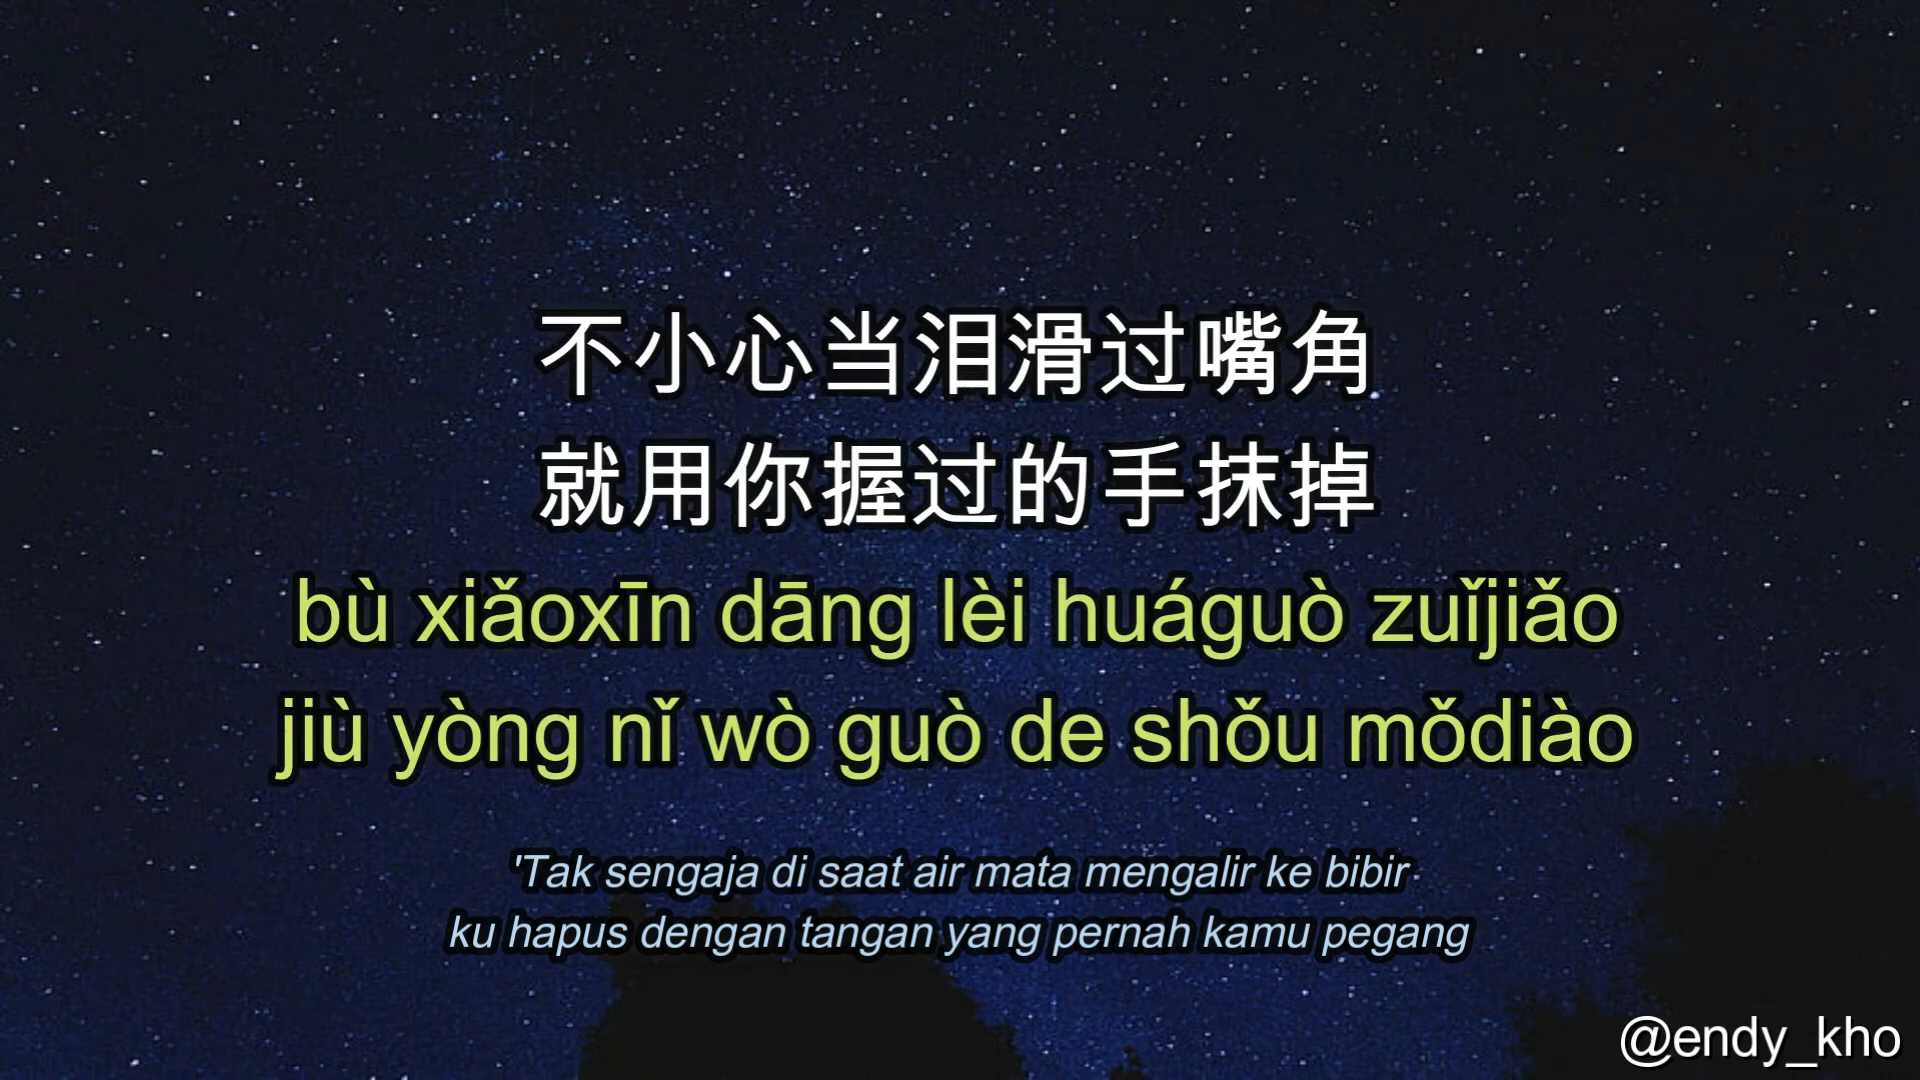 不小心当泪滑过嘴角
就用你握过的手抹掉
bù xiǎoxīn dāng lèi huáguò zuǐjiǎo
jiù yòng nǐ wò guò de shǒu mǒdiào
'Tak sengaja di saat air mata mengalir ke bibir
ku hapus dengan tangan yang pernah kamu pegang
@endy_kho